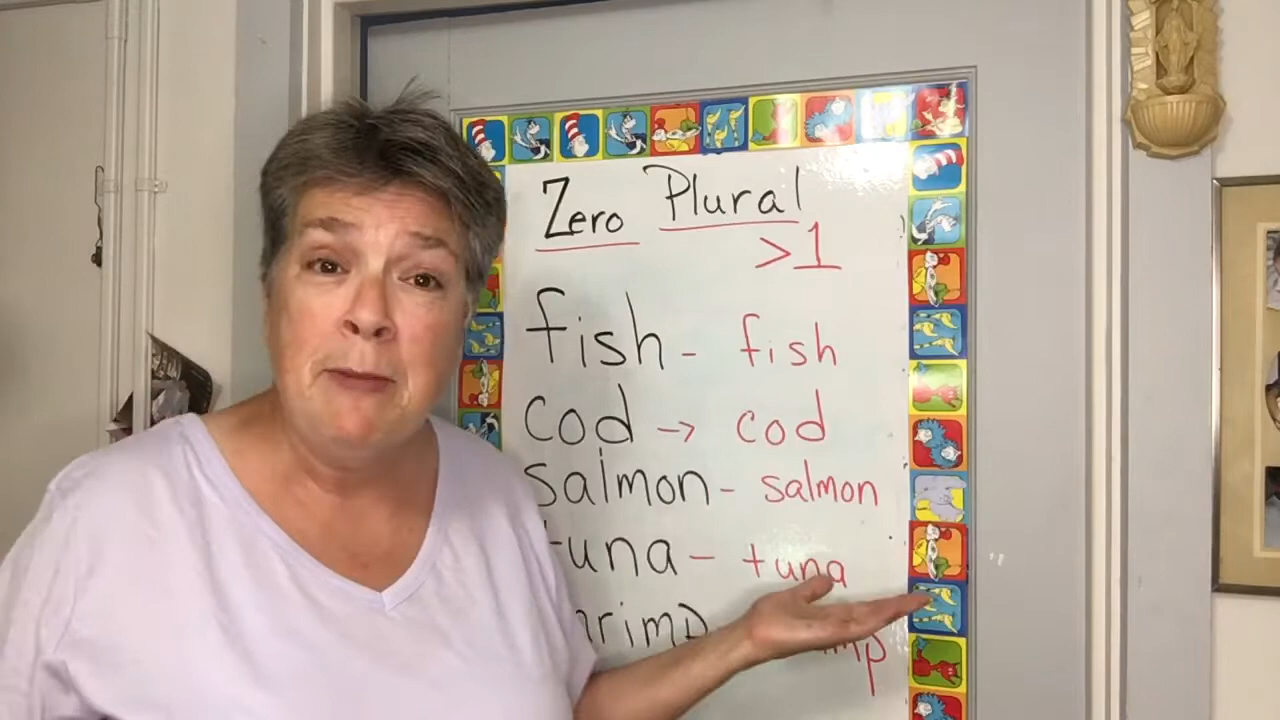 Zero Plural
>1
fish - fish
cod → cod
salmon - salmon
tuna - tuna